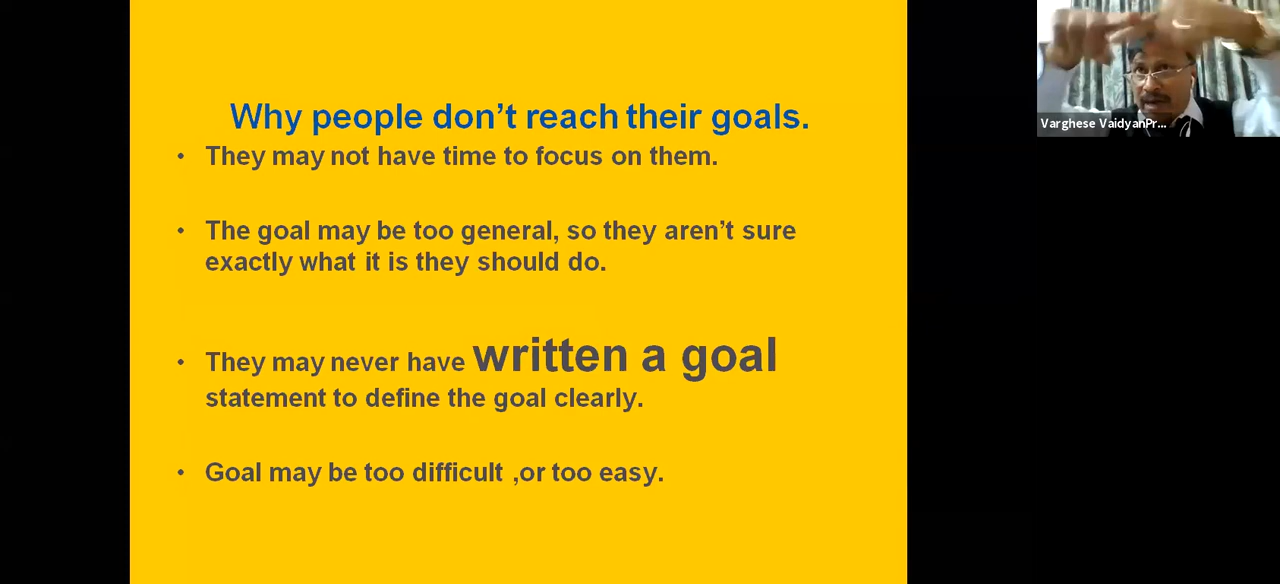 Why people don’t reach their goals.
• They may not have time to focus on them.
• The goal may be too general, so they aren’t sure
exactly what it is they should do.
• They may never have written a goal
statement to define the goal clearly.
• Goal may be too difficult ,or too easy.
Varghese VaidyanPr...